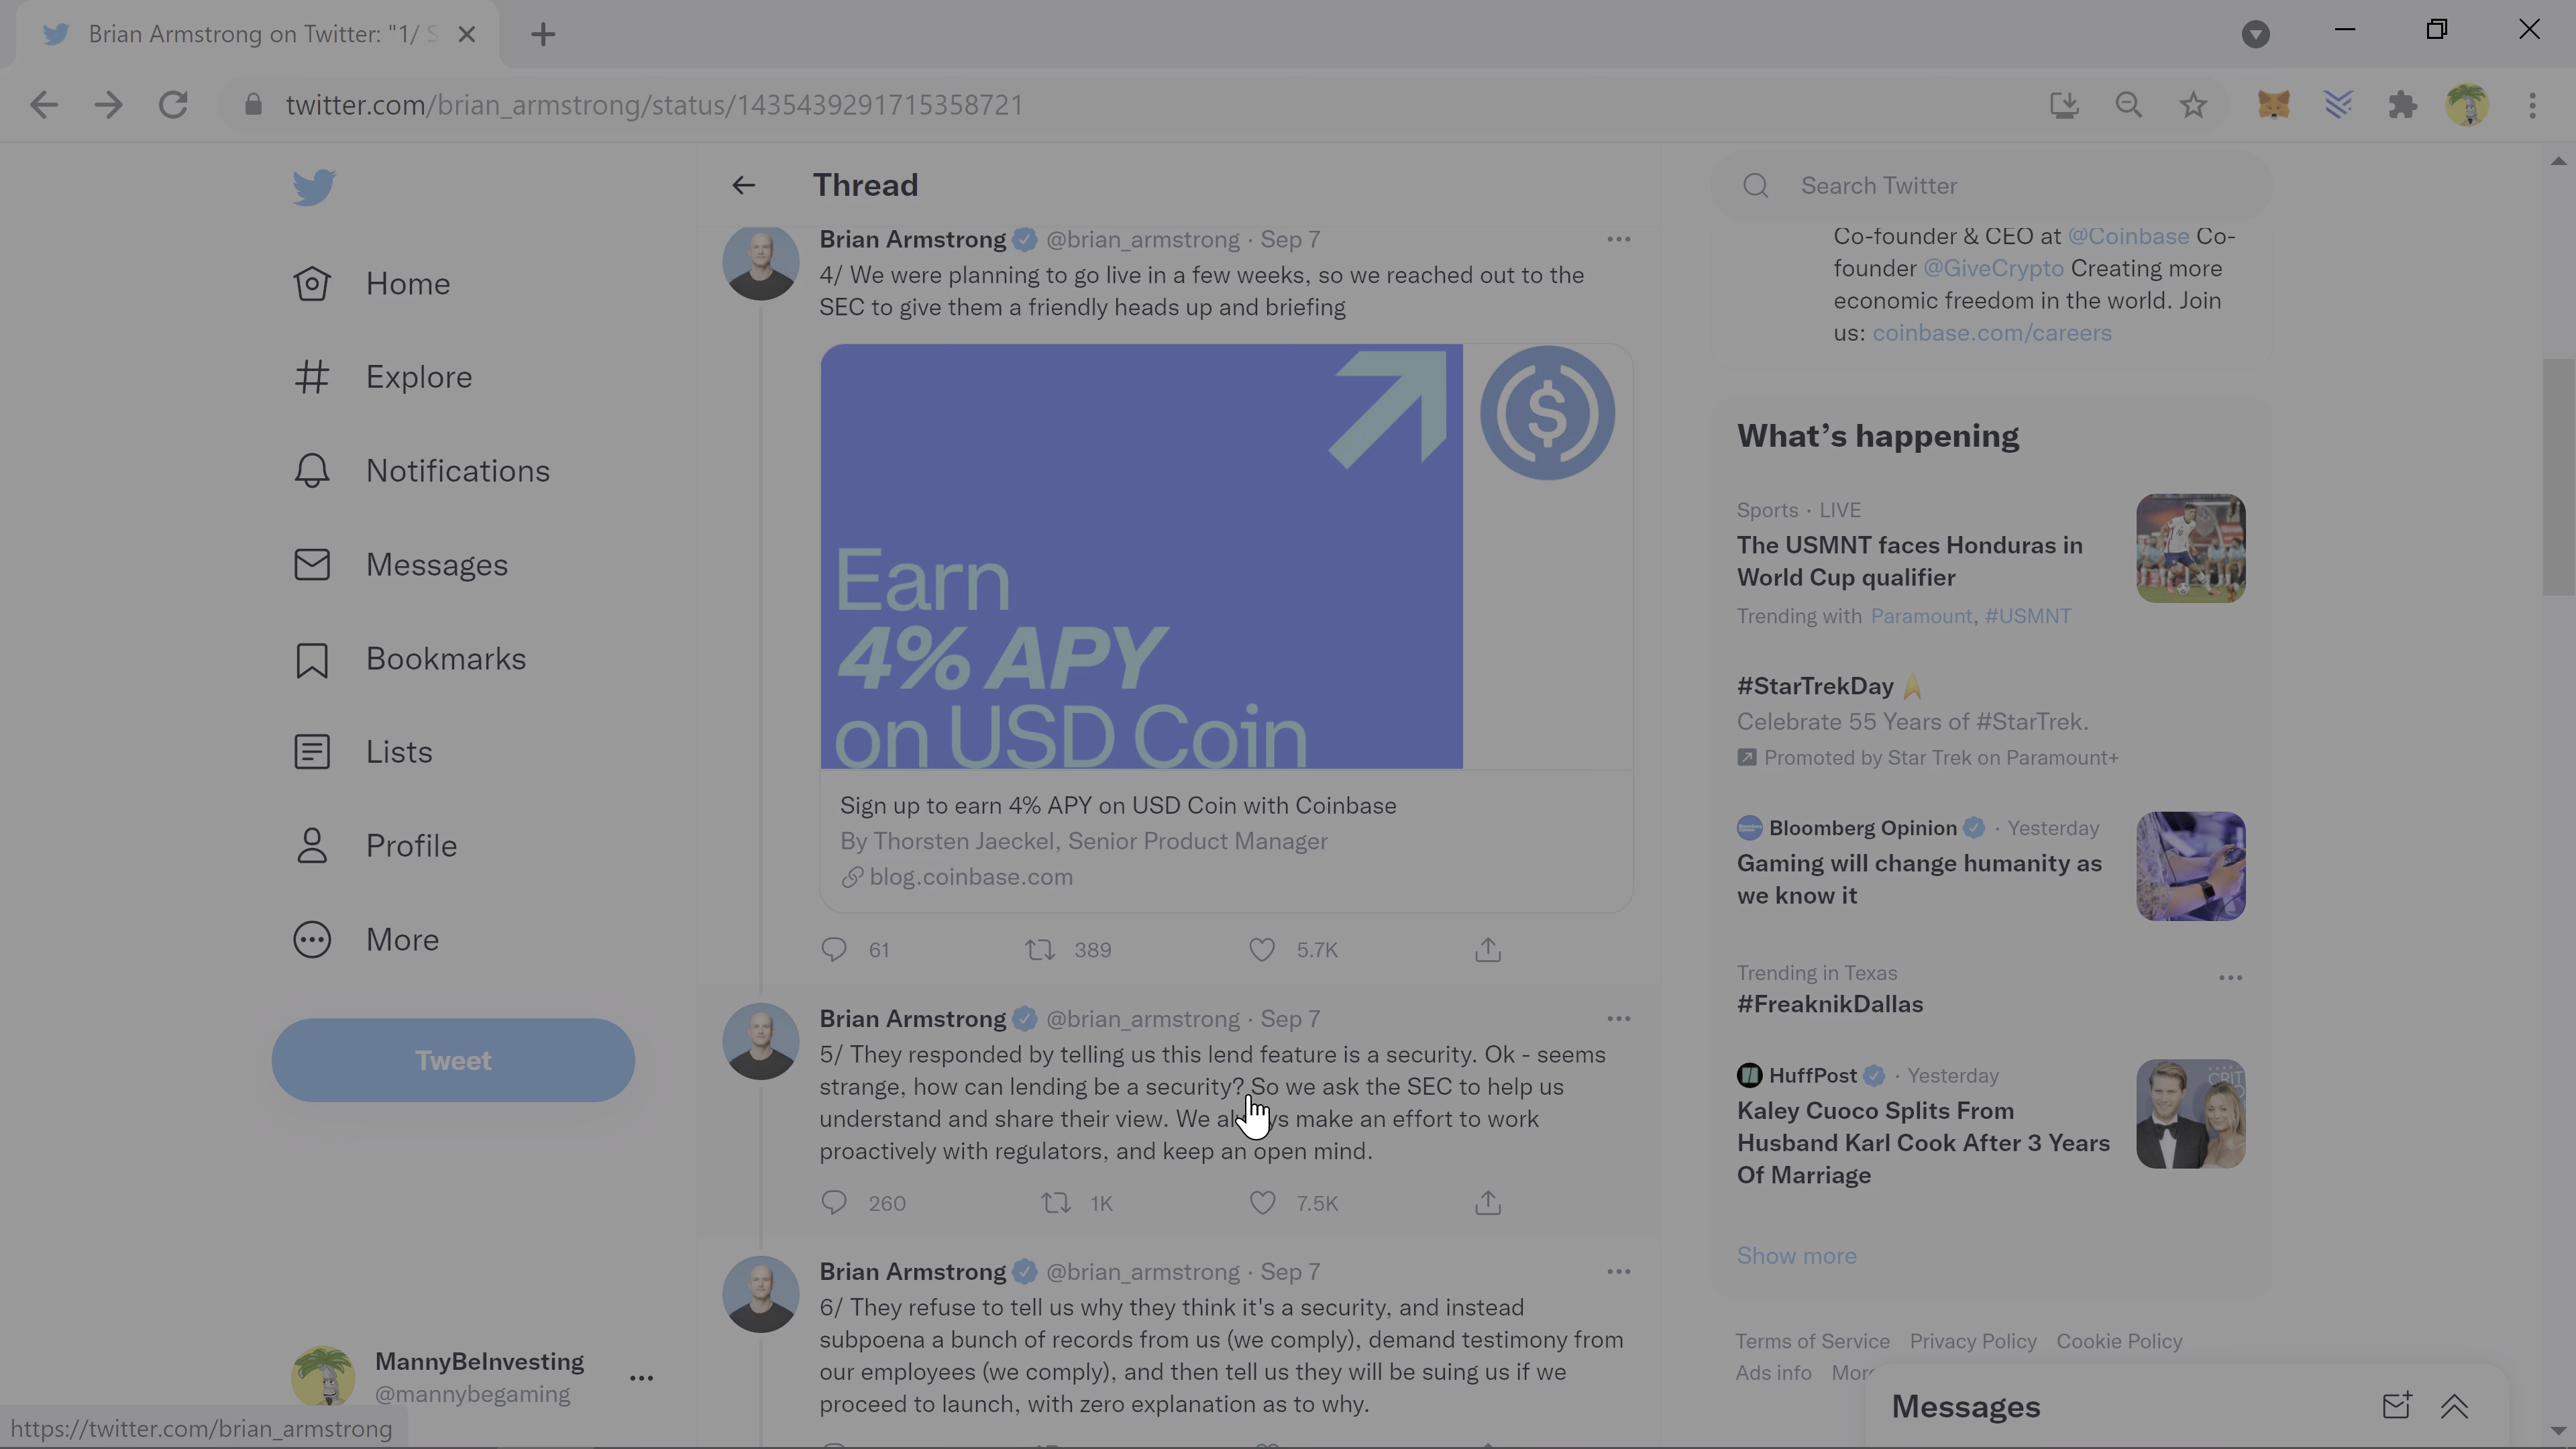 Brian Armstrong on Twitter: "1/ S
twitter.com/brian_armstrong/status/1435439291715358721
Home
Explore
Notifications
Messages
Bookmarks
Lists
Profile
More
Tweet
MannyBeInvesting
@mannybegaming
https://twitter.com/brian_armstrong
Thread
Brian Armstrong @brian_armstrong · Sep 7
4/ We were planning to go live in a few weeks, so we reached out to the
SEC to give them a friendly heads up and briefing
Earn
4% APY
on USD Coin
Sign up to earn 4% APY on USD Coin with Coinbase
By Thorsten Jaeckel, Senior Product Manager
blog.coinbase.com
61 389 5.7K
Brian Armstrong @brian_armstrong · Sep 7
5/ They responded by telling us this lend feature is a security. Ok - seems
strange, how can lending be a security? So we ask the SEC to help us
understand and share their view. We always make an effort to work
proactively with regulators, and keep an open mind.
260 1K 7.5K
Brian Armstrong @brian_armstrong · Sep 7
6/ They refuse to tell us why they think it's a security, and instead
subpoena a bunch of records from us (we comply), demand testimony from
our employees (we comply), and then tell us they will be suing us if we
proceed to launch, with zero explanation as to why.
Search Twitter
Co-founder & CEO at @Coinbase Co-
founder @GiveCrypto Creating more
economic freedom in the world. Join
us: coinbase.com/careers
What's happening
Sports · LIVE
The USMNT faces Honduras in
World Cup qualifier
Trending with Paramount, #USMNT
#StarTrekDay
Celebrate 55 Years of #StarTrek.
Promoted by Star Trek on Paramount+
Bloomberg Opinion · Yesterday
Gaming will change humanity as
we know it
Trending in Texas
#FreaknikDallas
HuffPost · Yesterday
Kaley Cuoco Splits From
Husband Karl Cook After 3 Years
Of Marriage
Show more
Terms of Service Privacy Policy Cookie Policy
Ads info More
Messages